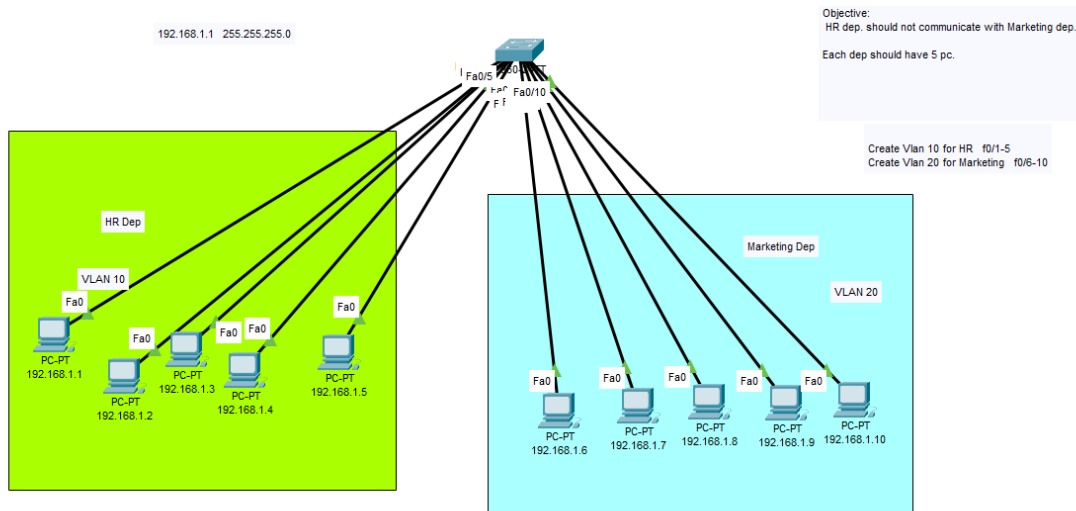 192.168.1.1 255.255.255.0
Objective:
HR dep. should not communicate with Marketing dep.
Each dep should have 5 pc.
Fa0/5
Fa0/10
Create Vlan 10 for HR f0/1-5
Create Vlan 20 for Marketing f0/6-10
HR Dep
VLAN 10
Marketing Dep
VLAN 20
Fa0
Fa0
Fa0
Fa0
Fa0
PC-PT
192.168.1.1
PC-PT
192.168.1.2
PC-PT
192.168.1.3
PC-PT
192.168.1.4
PC-PT
192.168.1.5
Fa0
Fa0
Fa0
Fa0
Fa0
PC-PT
192.168.1.6
PC-PT
192.168.1.7
PC-PT
192.168.1.8
PC-PT
192.168.1.9
PC-PT
192.168.1.10